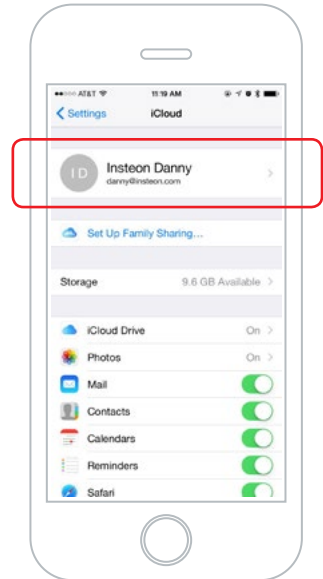 AT&T 11:19 AM
Settings iCloud
ID Insteon Danny
danny@insteon.com
Set Up Family Sharing...
Storage 9.6 GB Available
iCloud Drive On
Photos On
Mail
Contacts
Calendars
Reminders
Safari